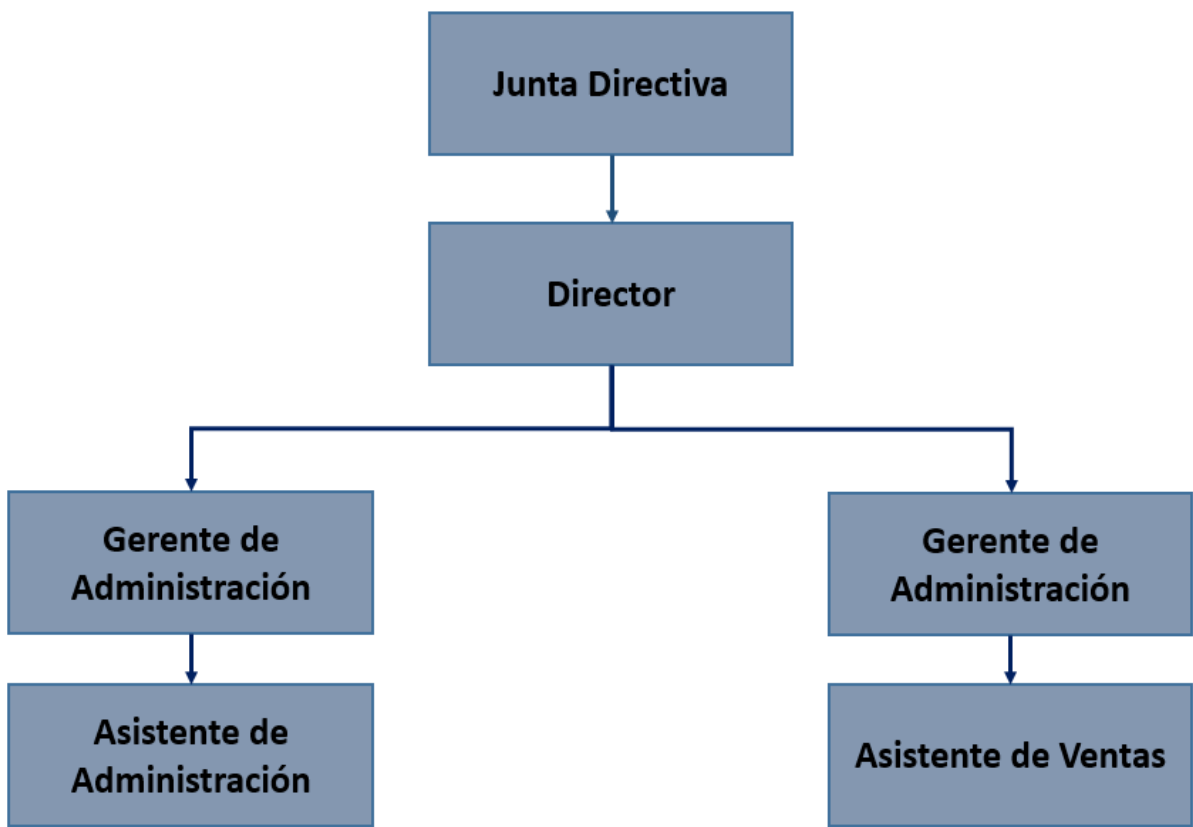 Junta Directiva
Director
Gerente de
Administración
Gerente de
Administración
Asistente de
Administración
Asistente de Ventas